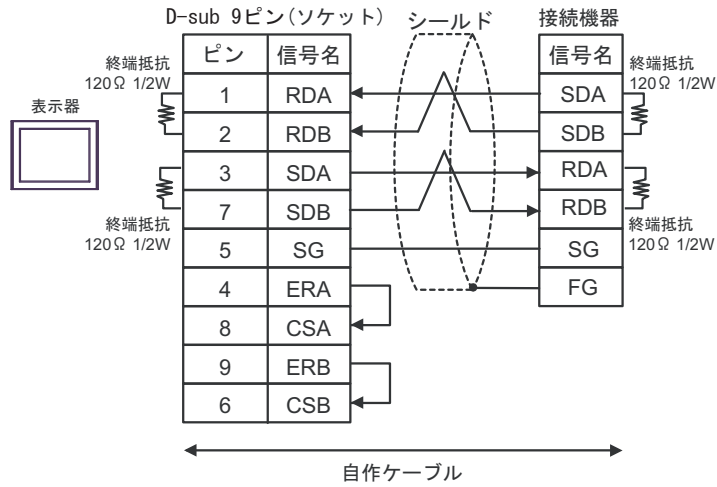 D-sub 9ピン(ソケット) シールド 接続機器
ピン 信号名 信号名
終端抵抗
120Ω 1/2W
終端抵抗
120Ω 1/2W
表示器
1 RDA SDA
2 RDB SDB
3 SDA RDA
7 SDB RDB
終端抵抗
120Ω 1/2W
終端抵抗
120Ω 1/2W
5 SG SG
4 ERA FG
8 CSA
9 ERB
6 CSB
自作ケーブル